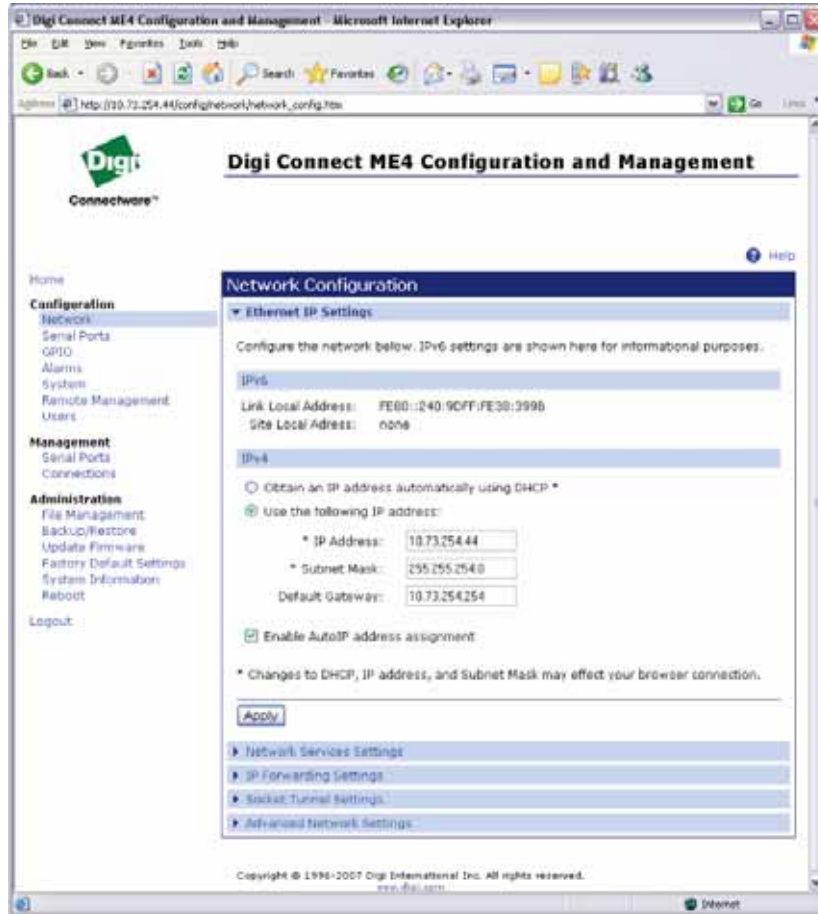 Digi Connect ME4 Configuration and Management - Microsoft Internet Explorer
File Edit View Favorites Tools Help
Back Search Favorites
Address http://10.73.254.44/config/network/network_config.htm Go Links
Digi
Connectware™
Digi Connect ME4 Configuration and Management
Help
Home
Configuration
Network
Serial Ports
GPIO
Alarms
System
Remote Management
Users
Management
Serial Ports
Connections
Administration
File Management
Backup/Restore
Update Firmware
Factory Default Settings
System Information
Reboot
Logout
Network Configuration
Ethernet IP Settings
Configure the network below. IPv6 settings are shown here for informational purposes.
IPv6
Link Local Address: FE80::240:9DFF:FE38:399B
Site Local Adress: none
IPv4
Obtain an IP address automatically using DHCP *
Use the following IP address:
* IP Address: 10.73.254.44
* Subnet Mask: 255.255.254.0
Default Gateway: 10.73.254.254
Enable AutoIP address assignment
* Changes to DHCP, IP address, and Subnet Mask may effect your browser connection.
Apply
Network Services Settings
IP Forwarding Settings
Socket Tunnel Settings
Advanced Network Settings
Copyright © 1996-2007 Digi International Inc. All rights reserved.
www.digi.com
Internet